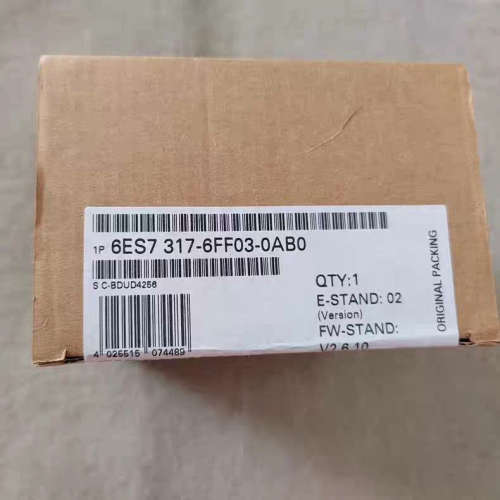 1P 6ES7 317-6FF03-0AB0
S C-BDUD4256
4 025515 074489
QTY:1
E-STAND: 02
(Version)
FW-STAND:
V2.6.10
ORIGINAL PACKING